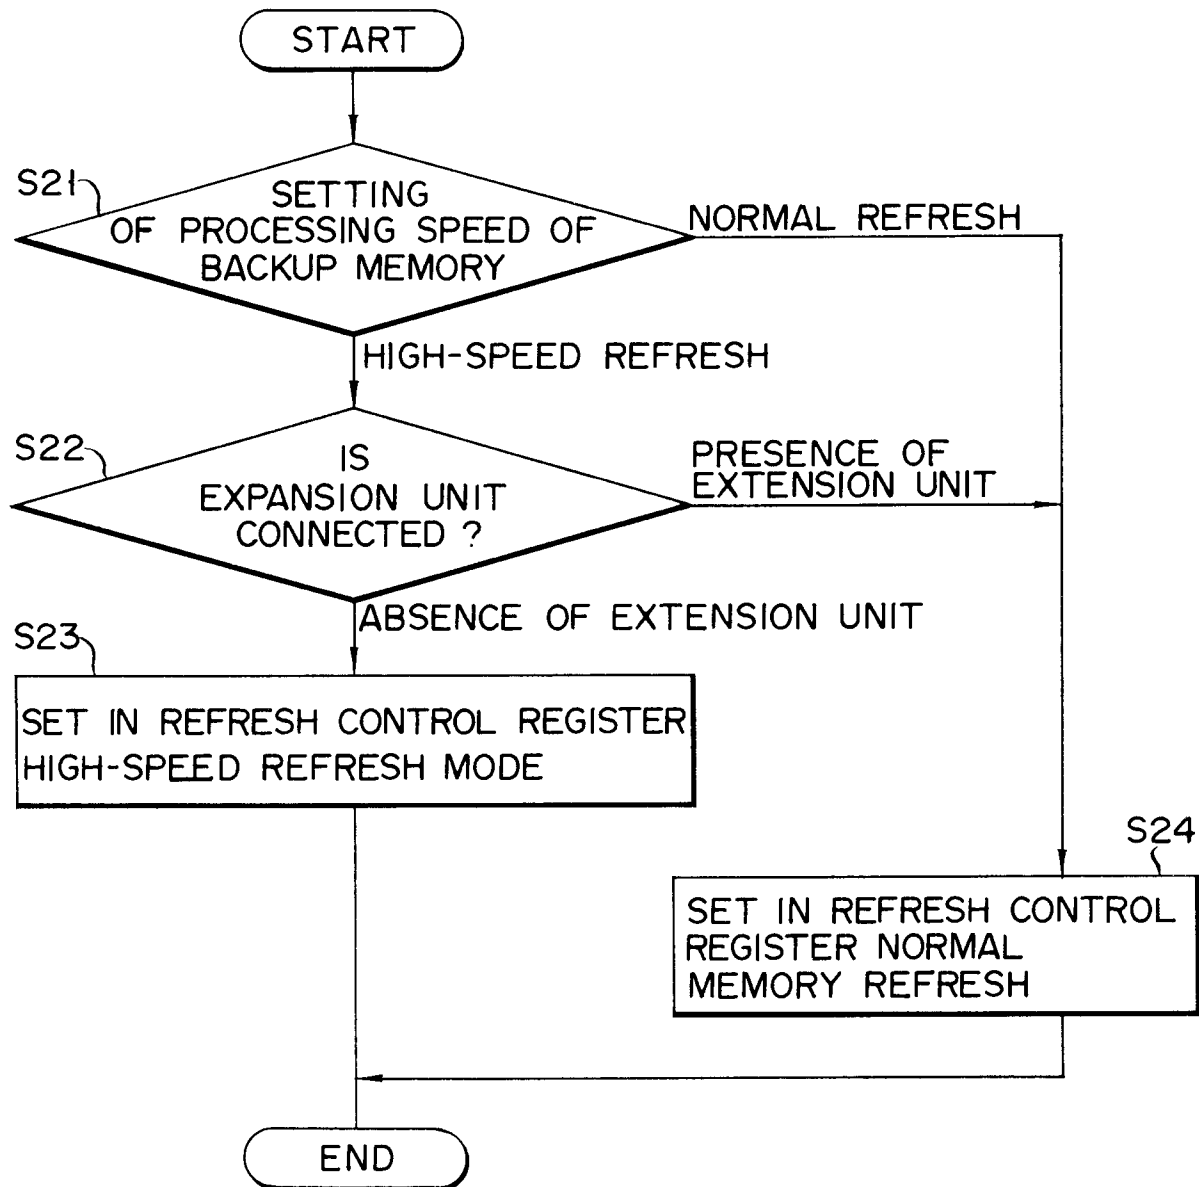 START
S21
SETTING
OF PROCESSING SPEED OF
BACKUP MEMORY
NORMAL REFRESH
HIGH-SPEED REFRESH
S22
IS
EXPANSION UNIT
CONNECTED ?
PRESENCE OF
EXTENSION UNIT
ABSENCE OF EXTENSION UNIT
S23
SET IN REFRESH CONTROL REGISTER
HIGH-SPEED REFRESH MODE
S24
SET IN REFRESH CONTROL
REGISTER NORMAL
MEMORY REFRESH
END